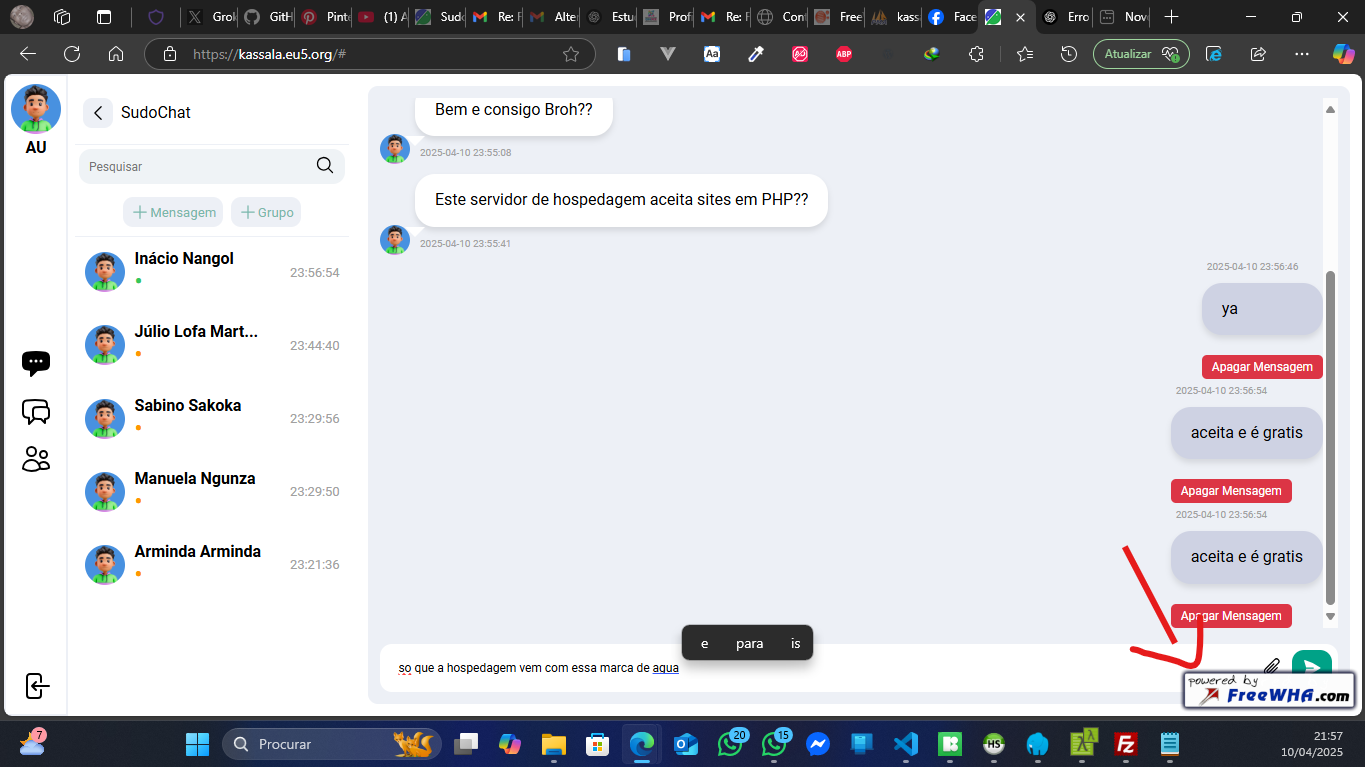 Grok
GitH
Pint
(1) A
Sudo
Re: F
Alte
Estu
Profi
Re: F
Cont
Free
kass
Face
Erro
Nov
https://kassala.eu5.org/#
Aa
ABP
Atualizar
AU
SudoChat
Pesquisar
Mensagem
Grupo
Inácio Nangol
23:56:54
Júlio Lofa Mart...
23:44:40
Sabino Sakoka
23:29:56
Manuela Ngunza
23:29:50
Arminda Arminda
23:21:36
Bem e consigo Broh??
2025-04-10 23:55:08
Este servidor de hospedagem aceita sites em PHP??
2025-04-10 23:55:41
2025-04-10 23:56:46
ya
Apagar Mensagem
2025-04-10 23:56:54
aceita e é gratis
Apagar Mensagem
2025-04-10 23:56:54
aceita e é gratis
Apagar Mensagem
e para is
so que a hospedagem vem com essa marca de agua
powered by
FreeWHA.com
7
Procurar
20
15
HS
Fz
21:57
10/04/2025